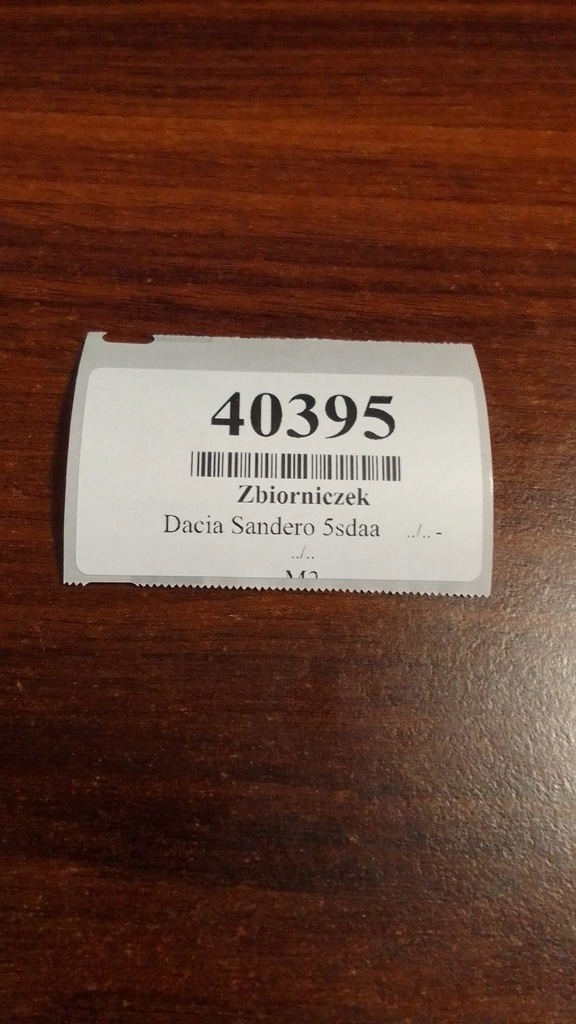 40395
Zbiorniczek
Dacia Sandero 5sdaa ../.. -
../..